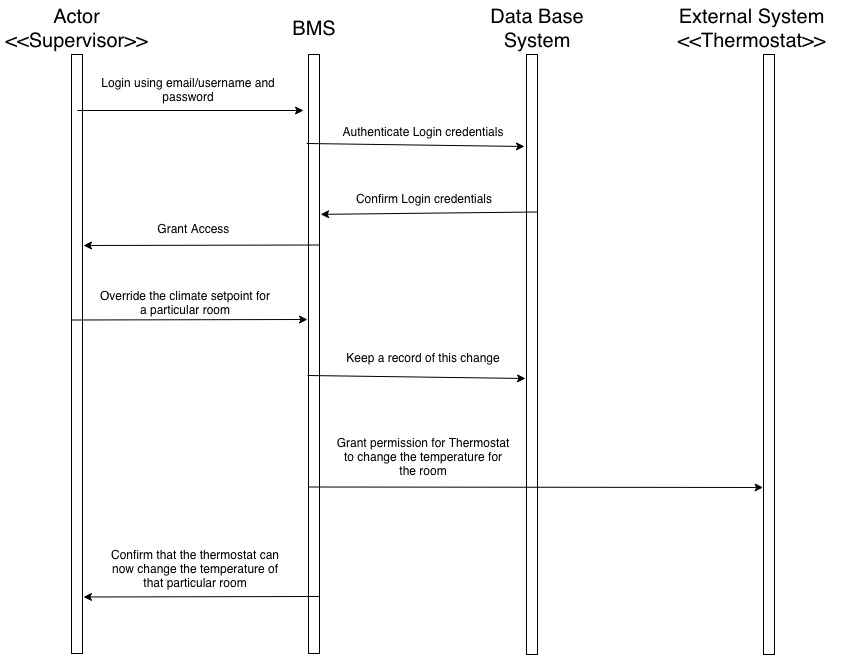 Actor
<<Supervisor>>
BMS
Data Base
System
External System
<<Thermostat>>
Login using email/username and
password
Authenticate Login credentials
Confirm Login credentials
Grant Access
Override the climate setpoint for
a particular room
Keep a record of this change
Grant permission for Thermostat
to change the temperature for
the room
Confirm that the thermostat can
now change the temperature of
that particular room